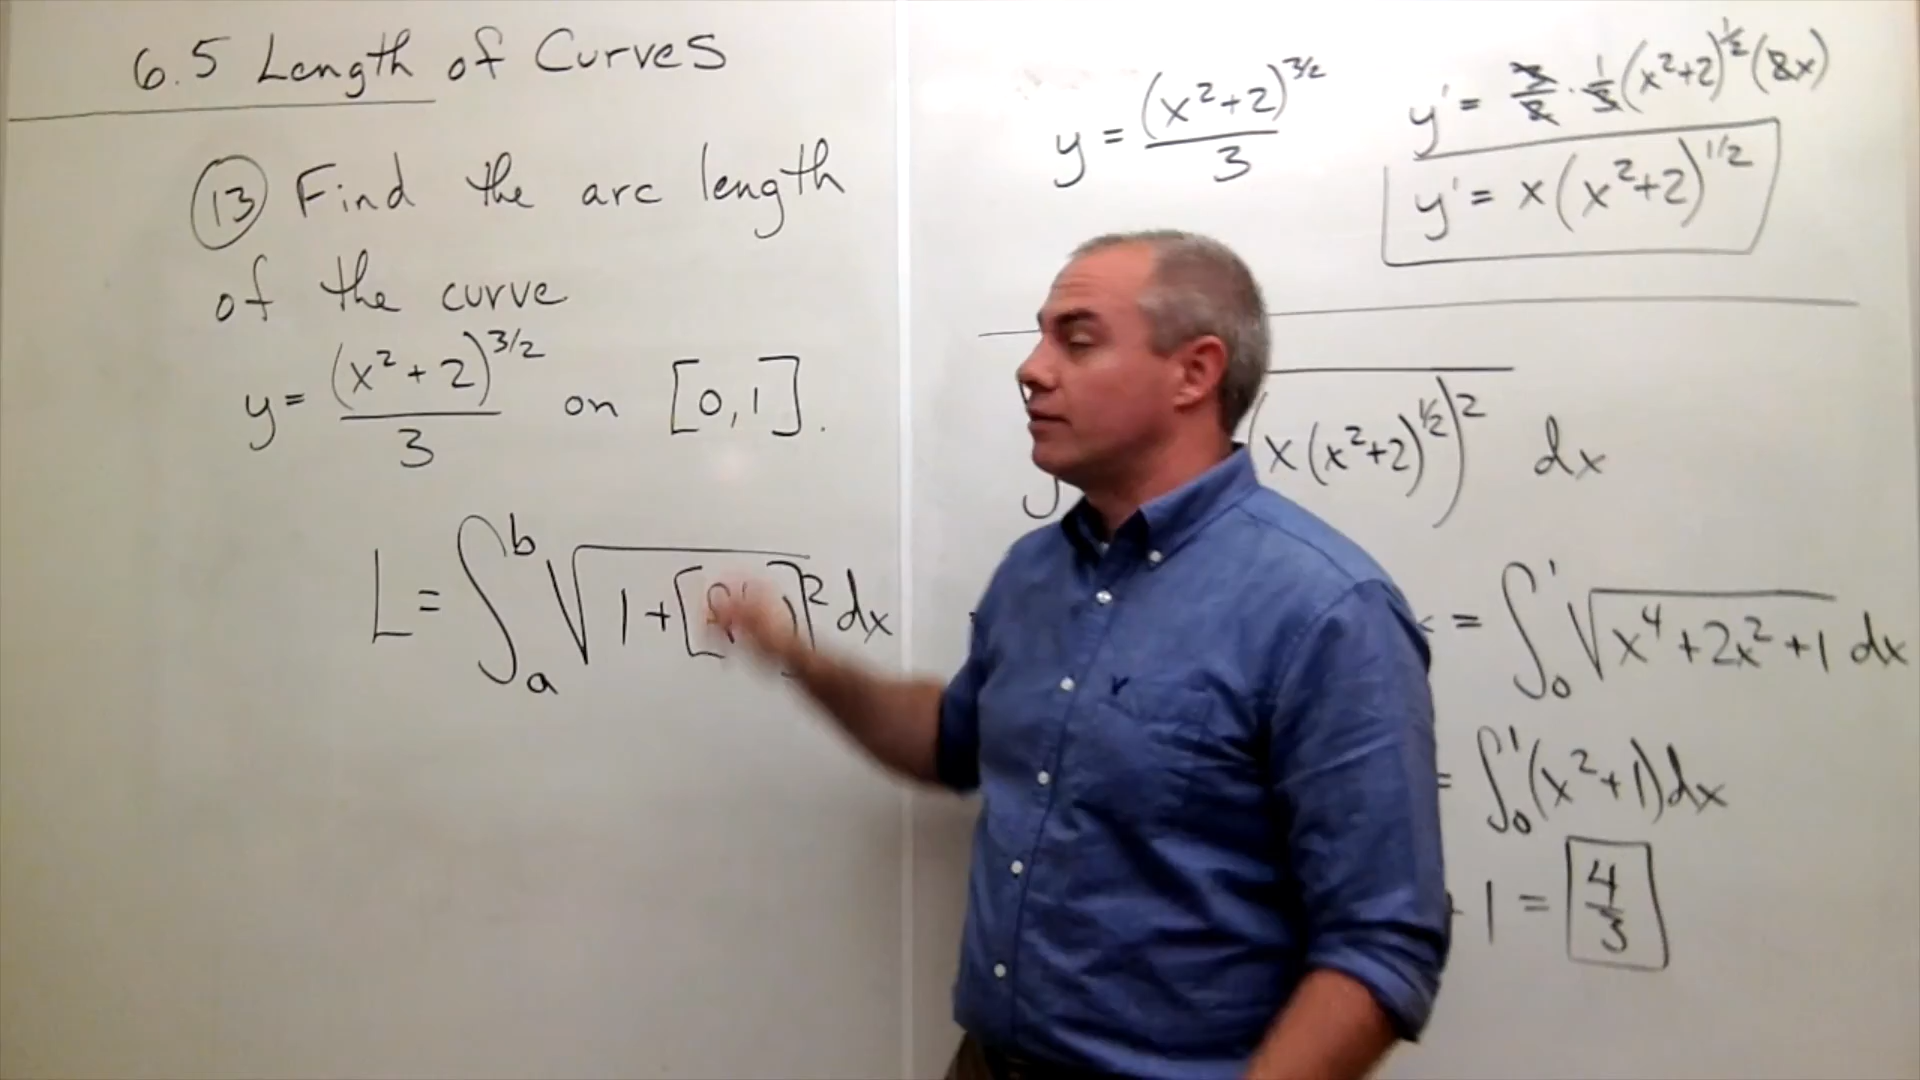 6.5 Length of Curves
13 Find the arc length
of the curve
y = (x²+2)^3/2 / 3 on [0,1].
L = ∫_a^b √1+[f' ]² dx
y = (x²+2)^3/2 / 3
y' = 3/2 · 1/3 (x²+2)^1/2 (2x)
y' = x(x²+2)^1/2
(x(x²+2)^1/2)² dx
= ∫_0^1 √x⁴+2x²+1 dx
= ∫_0^1 (x²+1)dx
1 = 4/3